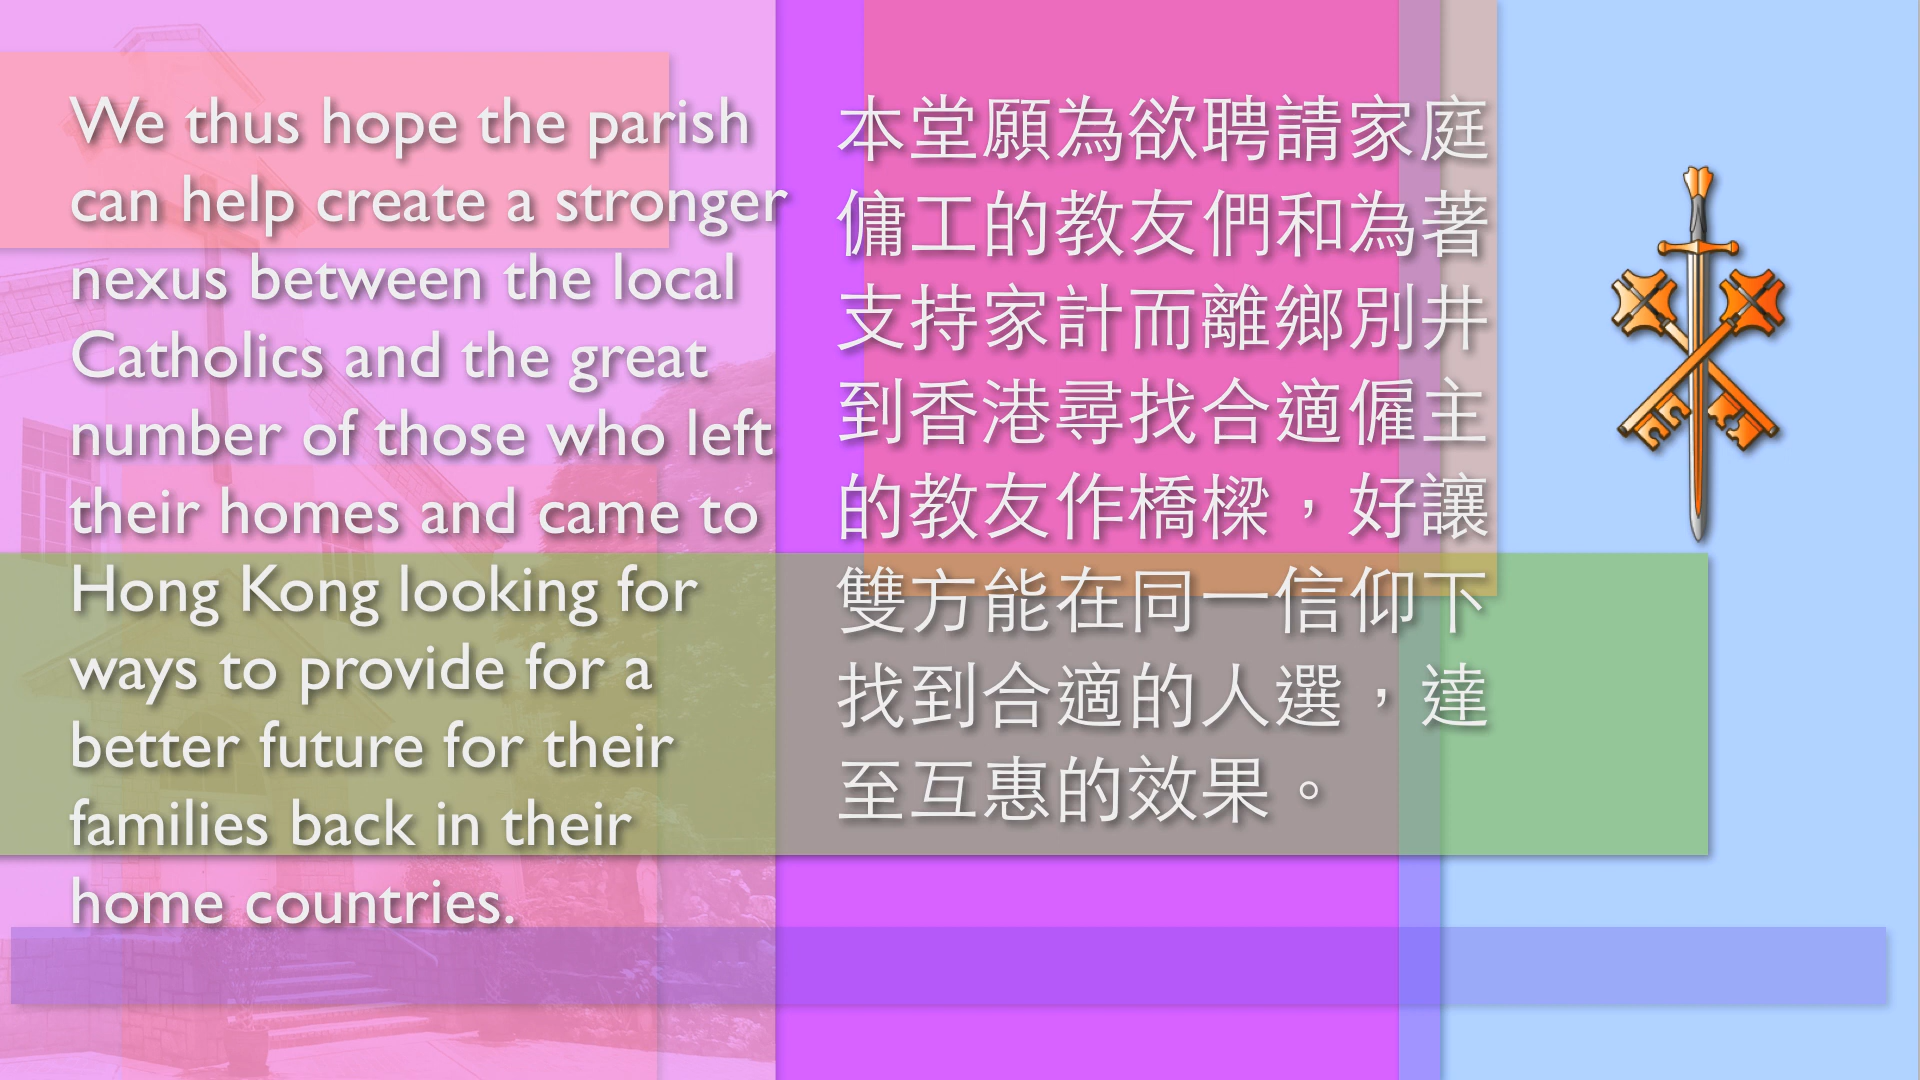 We thus hope the parish
can help create a stronger
nexus between the local
Catholics and the great
number of those who left
their homes and came to
Hong Kong looking for
ways to provide for a
better future for their
families back in their
home countries.
本堂願為欲聘請家庭
傭工的教友們和為著
支持家計而離鄉別井
到香港尋找合適僱主
的教友作橋樑，好讓
雙方能在同一信仰下
找到合適的人選，達
至互惠的效果。